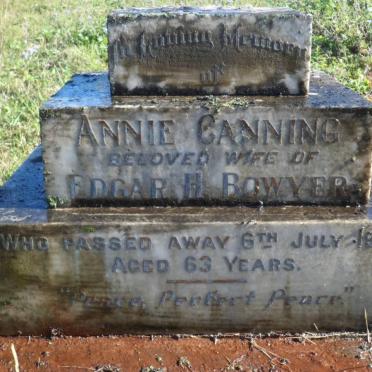 In Loving Memory
of
ANNIE CANNING
BELOVED WIFE OF
EDGAR H. BOWYER
WHO PASSED AWAY 6TH JULY
AGED 63 YEARS.
"Peace, Perfect Peace."